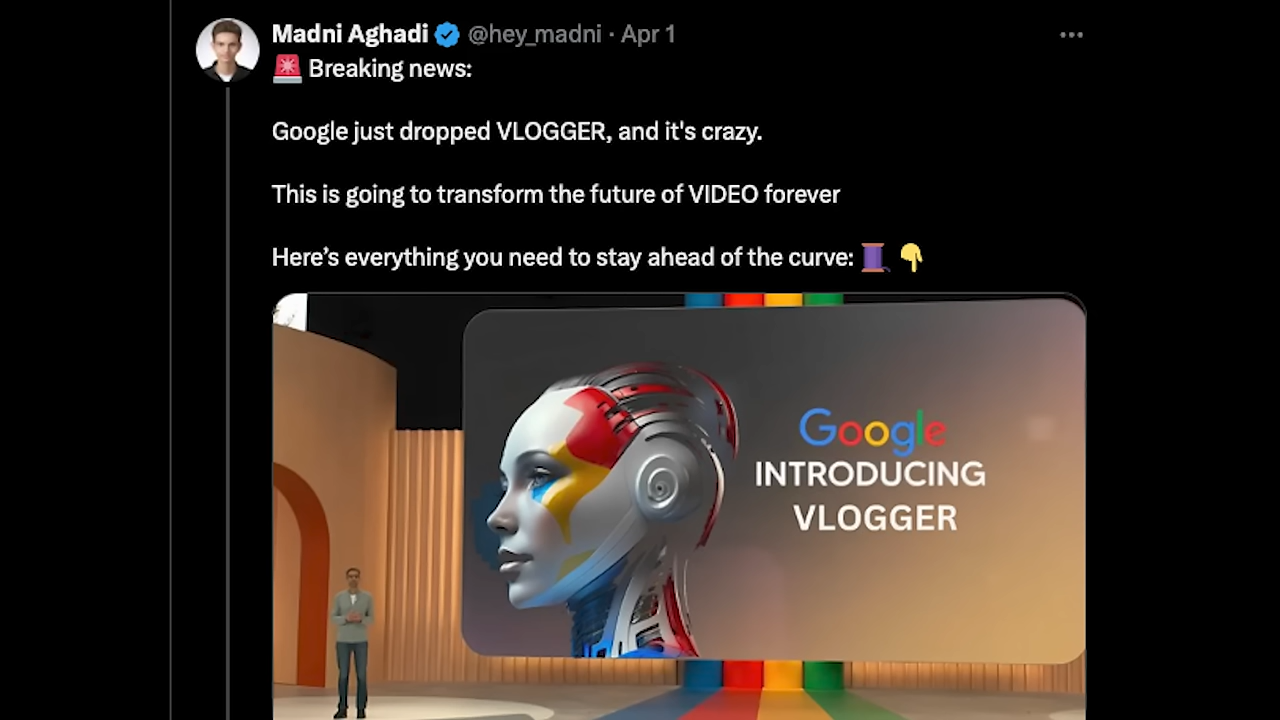 Madni Aghadi @hey_madni · Apr 1
🚨 Breaking news:
Google just dropped VLOGGER, and it's crazy.
This is going to transform the future of VIDEO forever
Here’s everything you need to stay ahead of the curve: 🧵 👇
Google
INTRODUCING
VLOGGER